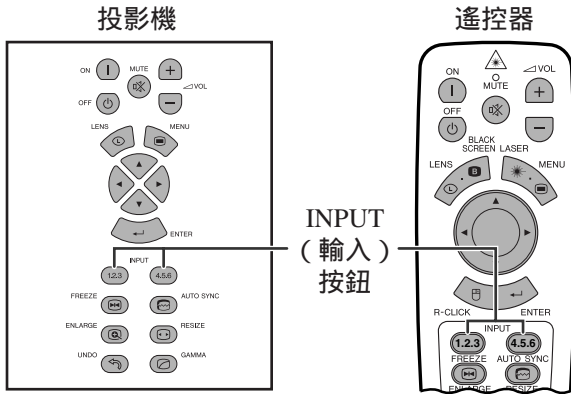 投影機
ON
MUTE
VOL
OFF
LENS
L
MENU
ENTER
INPUT
1.2.3
4.5.6
FREEZE
AUTO SYNC
ENLARGE
RESIZE
UNDO
GAMMA
INPUT
(輸入)
按鈕
遙控器
ON
MUTE
VOL
OFF
BLACK
SCREEN LASER
LENS
B
MENU
L
R-CLICK
ENTER
INPUT
1.2.3
4.5.6
FREEZE
AUTO SYNC
ENLARGE
RESIZE